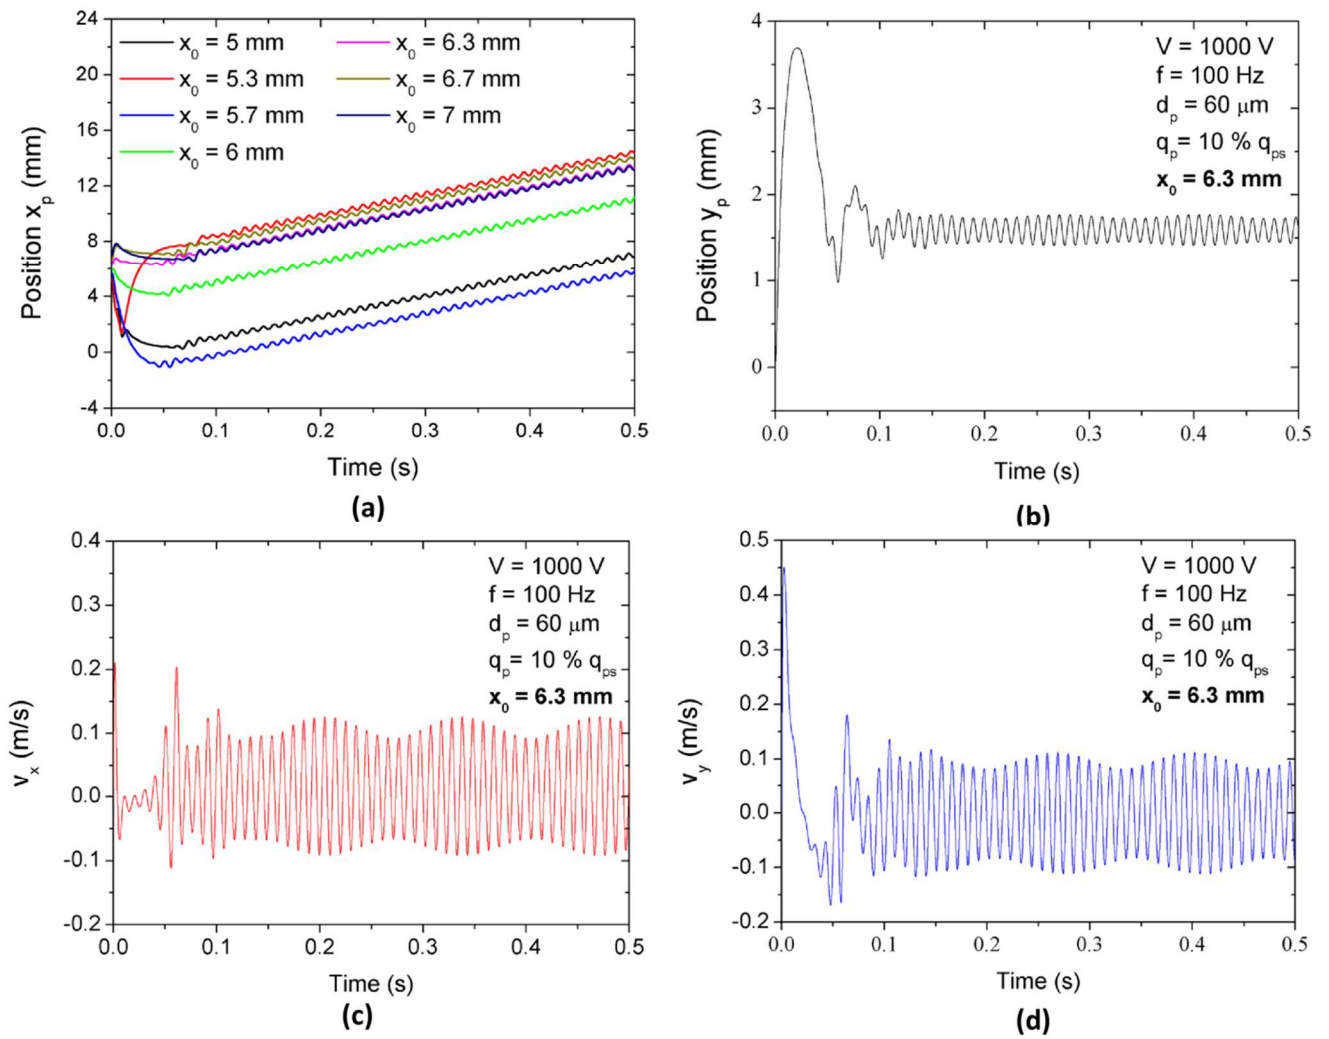 24
20
16
12
8
4
0
-4
Position xₚ (mm)
x₀ = 5 mm
x₀ = 5.3 mm
x₀ = 5.7 mm
x₀ = 6 mm
x₀ = 6.3 mm
x₀ = 6.7 mm
x₀ = 7 mm
0.0 0.1 0.2 0.3 0.4 0.5
Time (s)
(a)
4
3
2
1
0
Position yₚ (mm)
V = 1000 V
f = 100 Hz
dₚ = 60 μm
qₚ= 10 % qₚₛ
x₀ = 6.3 mm
0.0 0.1 0.2 0.3 0.4 0.5
Time (s)
(b)
0.4
0.3
0.2
0.1
0.0
-0.1
-0.2
vₓ (m/s)
V = 1000 V
f = 100 Hz
dₚ = 60 μm
qₚ= 10 % qₚₛ
x₀ = 6.3 mm
0.0 0.1 0.2 0.3 0.4 0.5
Time (s)
(c)
0.5
0.4
0.3
0.2
0.1
0.0
-0.1
-0.2
v_y (m/s)
V = 1000 V
f = 100 Hz
dₚ = 60 μm
qₚ= 10 % qₚₛ
x₀ = 6.3 mm
0.0 0.1 0.2 0.3 0.4 0.5
Time (s)
(d)